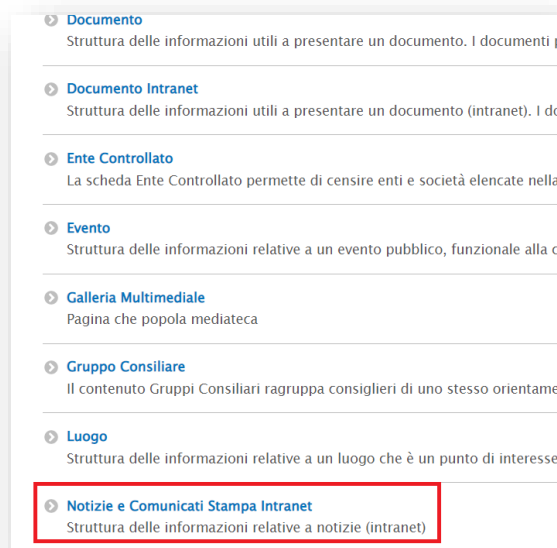 Documento
Struttura delle informazioni utili a presentare un documento. I documenti
Documento Intranet
Struttura delle informazioni utili a presentare un documento (intranet). I
Ente Controllato
La scheda Ente Controllato permette di censire enti e società elencate nella
Evento
Struttura delle informazioni relative a un evento pubblico, funzionale alla
Galleria Multimediale
Pagina che popola mediateca
Gruppo Consiliare
Il contenuto Gruppi Consiliari ragruppa consiglieri di uno stesso
Luogo
Struttura delle informazioni relative a un luogo che è un punto di interesse
Notizie e Comunicati Stampa Intranet
Struttura delle informazioni relative a notizie (intranet)